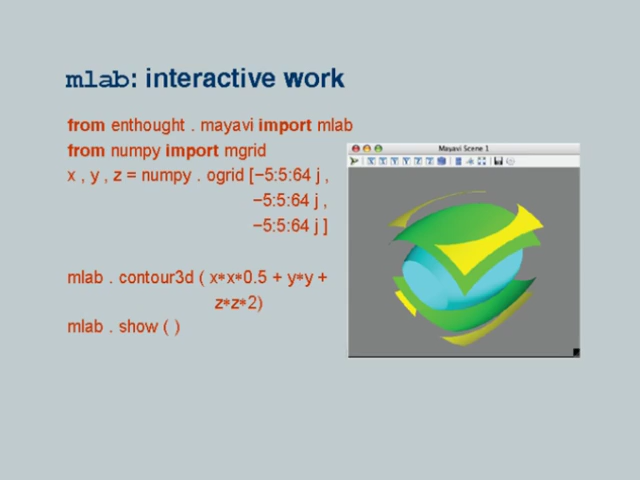 mlab: interactive work
from enthought . mayavi import mlab
from numpy import mgrid
x , y , z = numpy . ogrid [−5:5:64 j ,
−5:5:64 j ,
−5:5:64 j ]
mlab . contour3d ( x∗x∗0.5 + y∗y +
z∗z∗2)
mlab . show ( )
Mayavi Scene 1